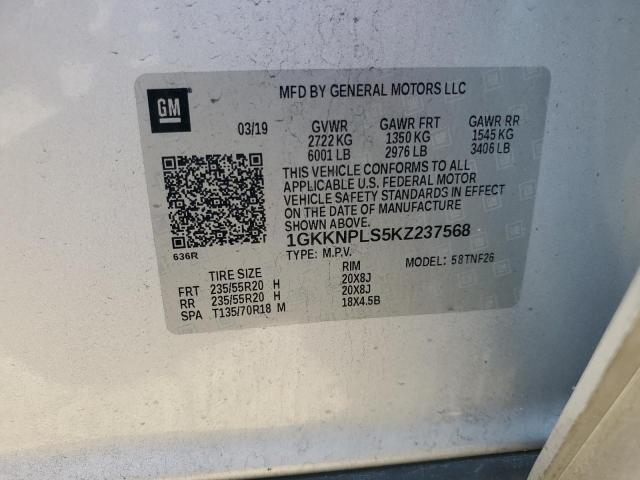 MFD BY GENERAL MOTORS LLC
GM
03/19 GVWR GAWR FRT GAWR RR
2722 KG 1350 KG 1545 KG
6001 LB 2976 LB 3406 LB
THIS VEHICLE CONFORMS TO ALL
APPLICABLE U.S. FEDERAL MOTOR
VEHICLE SAFETY STANDARDS IN EFFECT
ON THE DATE OF MANUFACTURE
SHOWN ABOVE.
1GKKNPLS5KZ237568
636R
TYPE: M.P.V. MODEL: 58TNF26
TIRE SIZE RIM
FRT 235/55R20 H 20X8J
RR 235/55R20 H 20X8J
SPA T135/70R18 M 18X4.5B